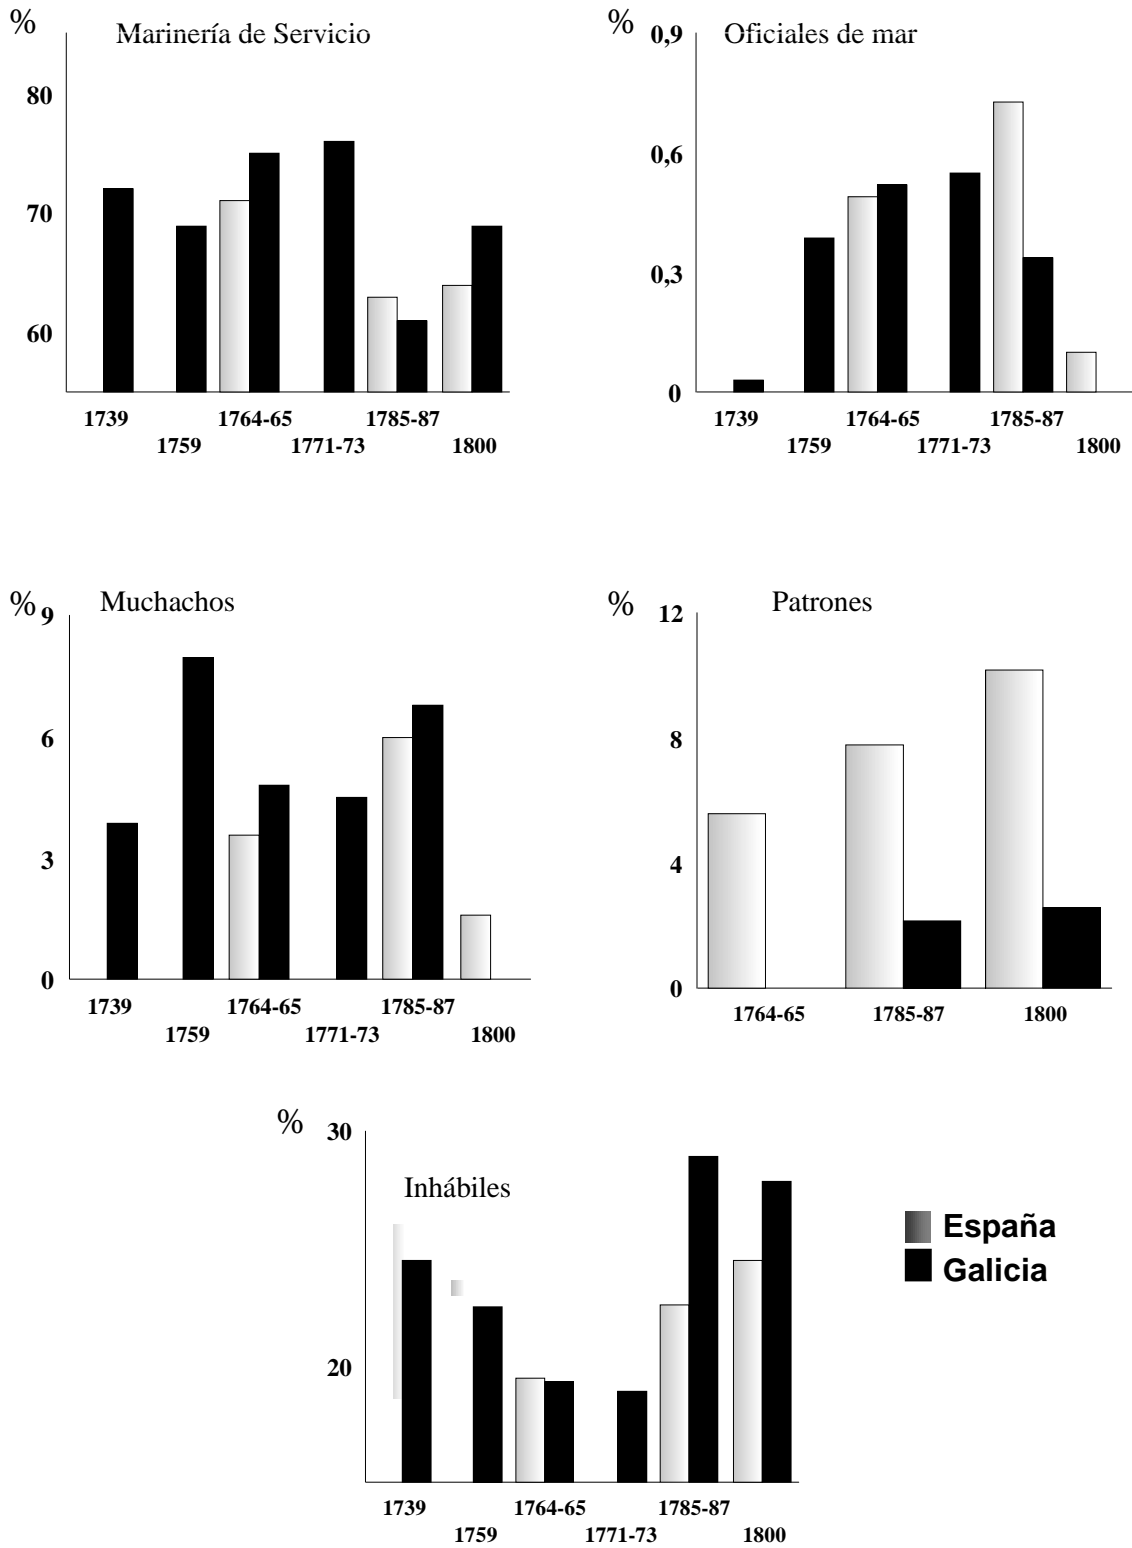 % Marinería de Servicio
80
70
60
1739 1764-65 1785-87
1759 1771-73 1800
% 0,9 Oficiales de mar
0,6
0,3
0
1739 1764-65 1785-87
1759 1771-73 1800
% 9 Muchachos
6
3
0
1739 1764-65 1785-87
1759 1771-73 1800
% 12 Patrones
8
4
0
1764-65 1785-87 1800
% 30
Inhábiles
20
1739 1764-65 1785-87
1759 1771-73 1800
España
Galicia